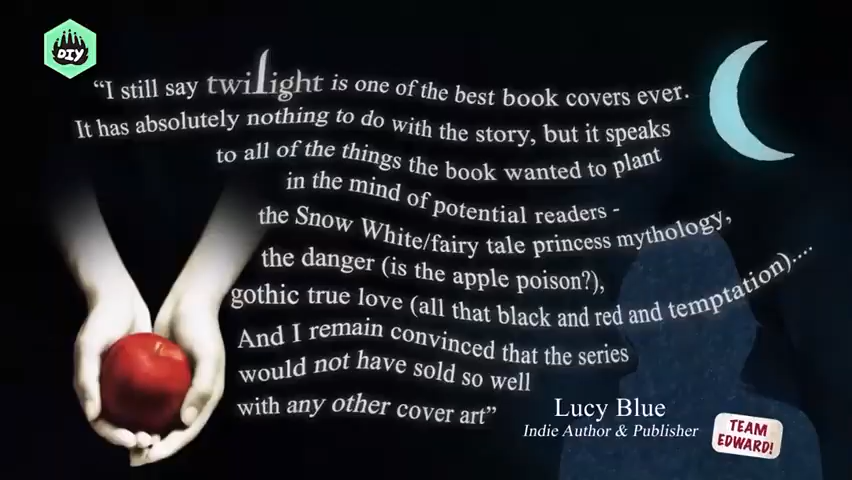 DIY
“I still say twilight is one of the best book covers ever.
It has absolutely nothing to do with the story, but it speaks
to all of the things the book wanted to plant
in the mind of potential readers -
the Snow White/fairy tale princess mythology,
the danger (is the apple poison?),
gothic true love (all that black and red and temptation)....
And I remain convinced that the series
would not have sold so well
with any other cover art”
Lucy Blue
Indie Author & Publisher
TEAM
EDWARD!